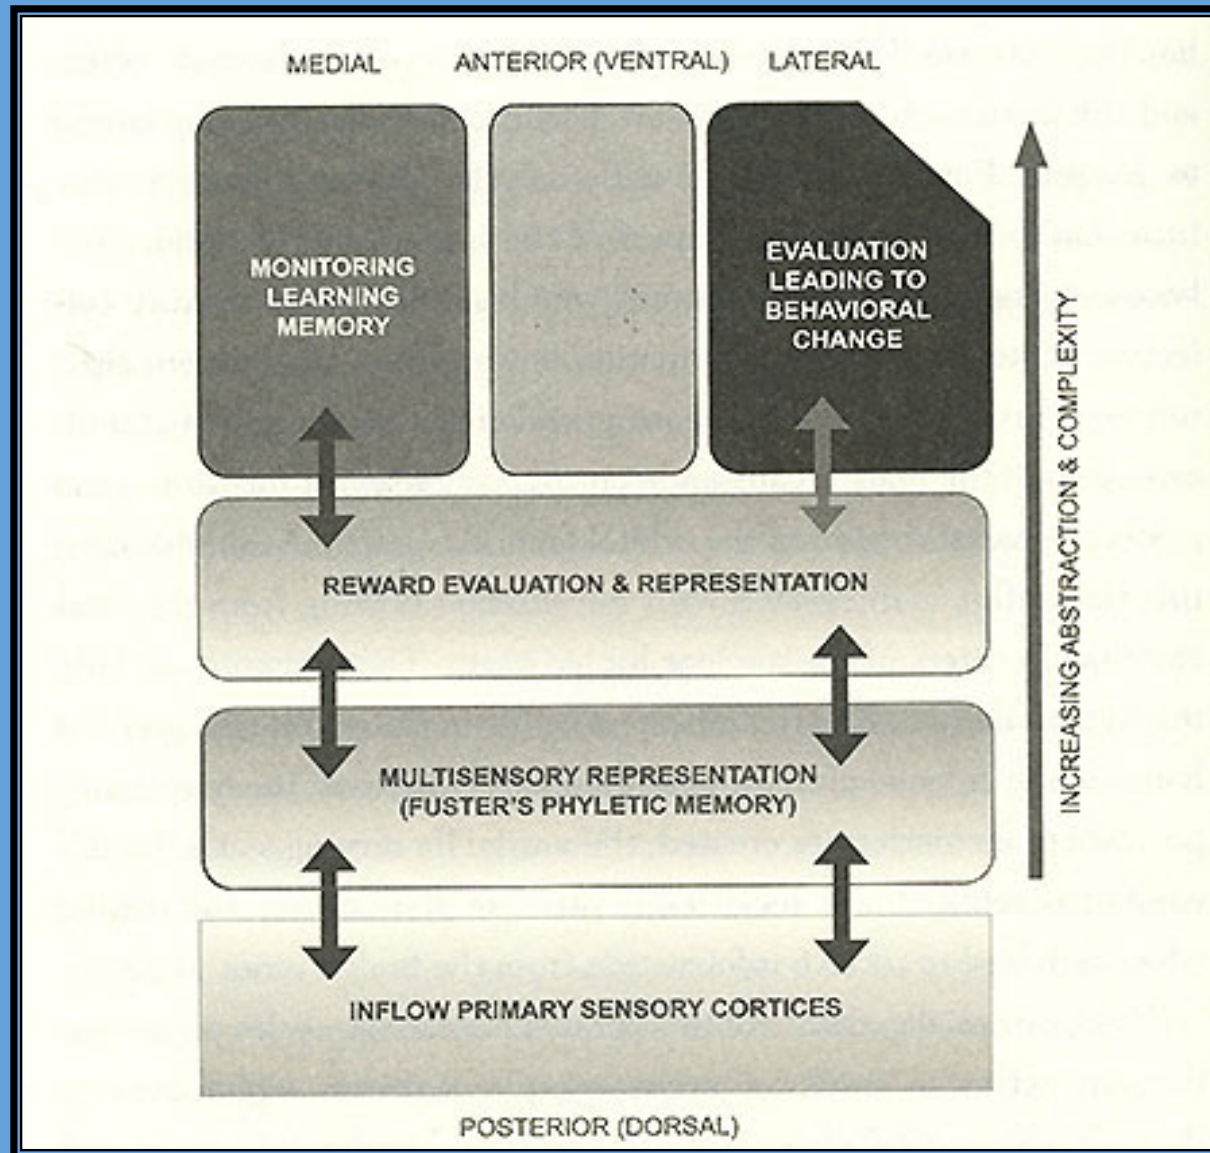 MEDIAL ANTERIOR (VENTRAL) LATERAL
MONITORING
LEARNING
MEMORY
EVALUATION
LEADING TO
BEHAVIORAL
CHANGE
REWARD EVALUATION & REPRESENTATION
MULTISENSORY REPRESENTATION
(FUSTER'S PHYLETIC MEMORY)
INFLOW PRIMARY SENSORY CORTICES
POSTERIOR (DORSAL)
INCREASING ABSTRACTION & COMPLEXITY